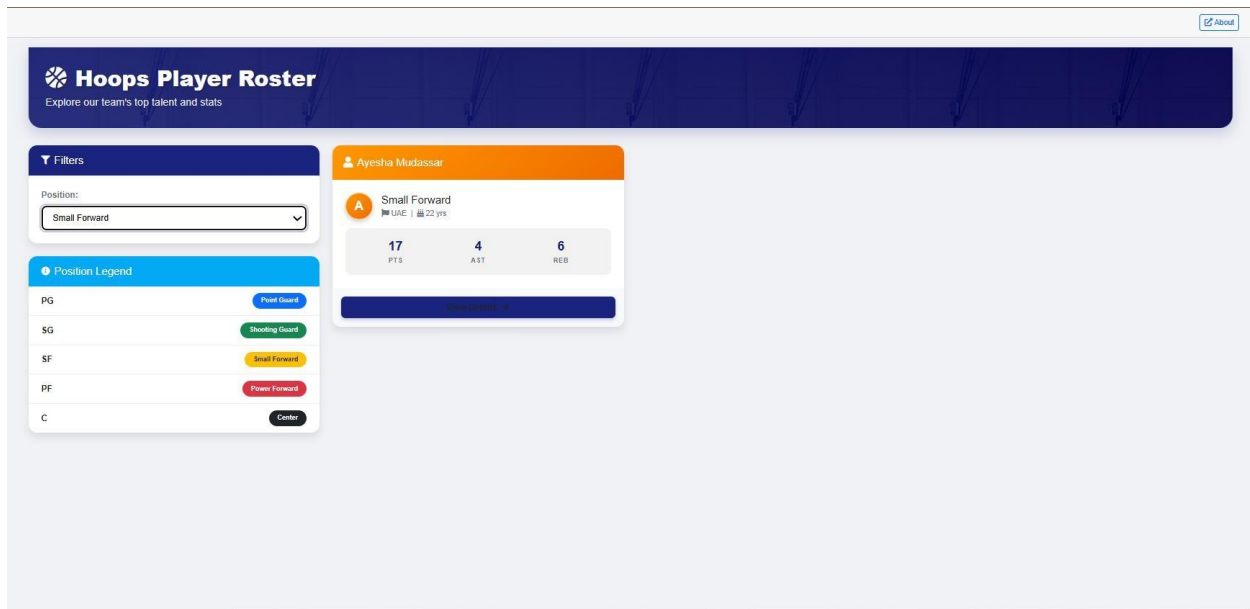 About
Hoops Player Roster
Explore our team's top talent and stats
Filters
Position:
Small Forward
Position Legend
PG Point Guard
SG Shooting Guard
SF Small Forward
PF Power Forward
C Center
Ayesha Mudassar
A
Small Forward
UAE | 22 yrs
17 4 6
PTS AST REB